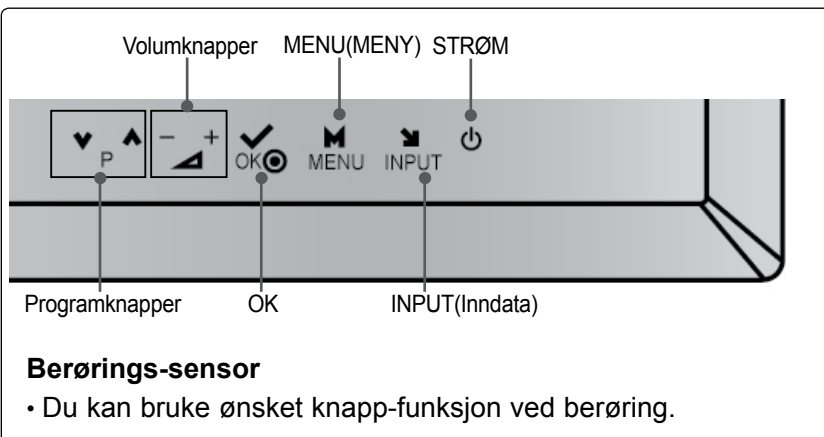 Volumknapper MENU(MENY) STRØM
− +
P OK MENU INPUT
Programknapper OK INPUT(Inndata)
Berørings-sensor
• Du kan bruke ønsket knapp-funksjon ved berøring.